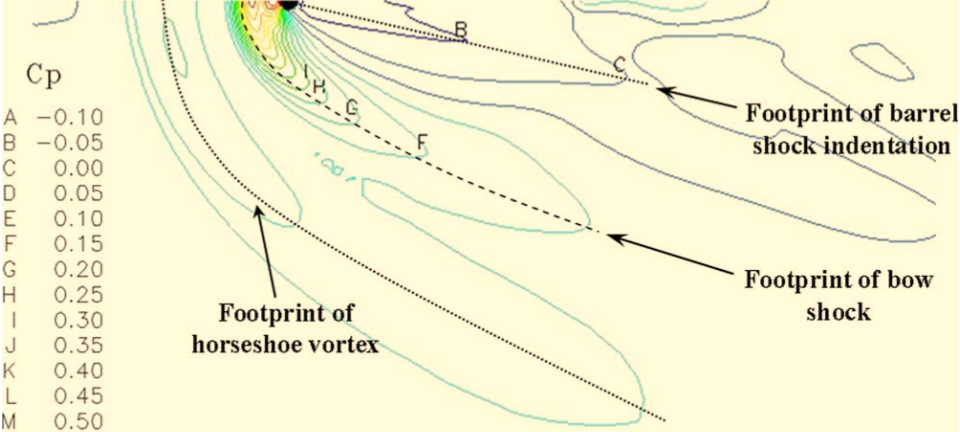 B
C
Cp
I
H
G
F
Footprint of barrel
shock indentation
A -0.10
B -0.05
C 0.00
D 0.05
E 0.10
F 0.15
G 0.20
H 0.25
I 0.30
J 0.35
K 0.40
L 0.45
M 0.50
Footprint of bow
shock
Footprint of
horseshoe vortex